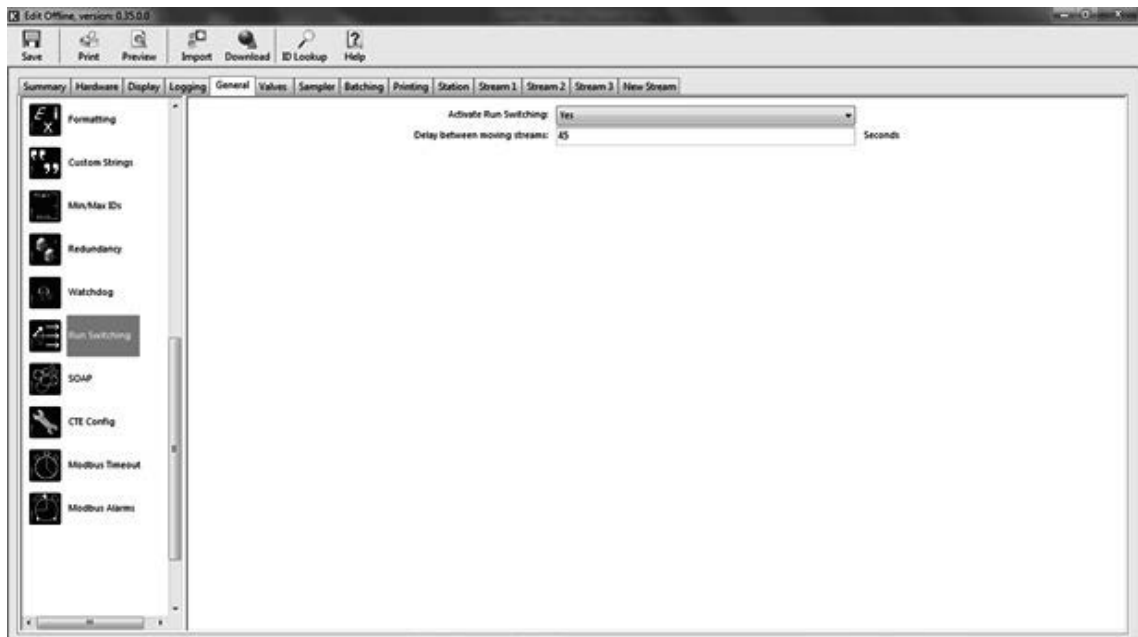 Edit Offline, version: 0.35.0.0
Save Print Preview Import Download ID Lookup Help
Summary Hardware Display Logging General Values Sampler Batching Printing Station Stream 1 Stream 2 Stream 3 New Stream
Activate Run Switching: Yes
Delay between moving streams: 45 Seconds
Formatting
Custom Strings
Min/Max IDs
Redundancy
Watchdog
Run Switching
SOAP
CTE Config
Modbus Timeout
Modbus Alarms